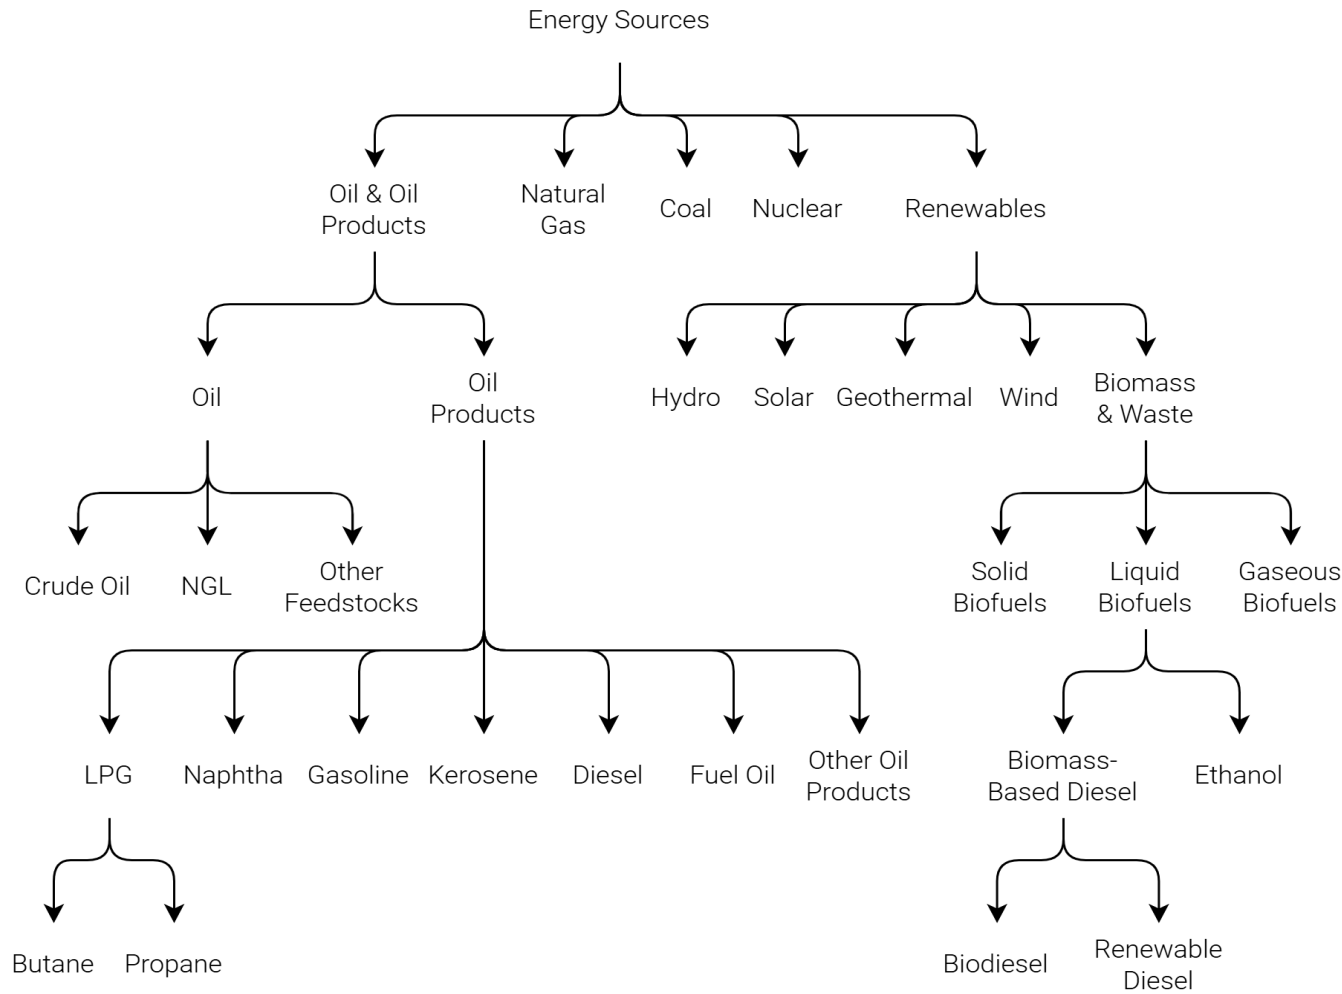 Energy Sources
Oil & Oil
Products
Natural
Gas
Coal
Nuclear
Renewables
Oil
Oil
Products
Hydro
Solar
Geothermal
Wind
Biomass
& Waste
Crude Oil
NGL
Other
Feedstocks
Solid
Biofuels
Liquid
Biofuels
Gaseous
Biofuels
LPG
Naphtha
Gasoline
Kerosene
Diesel
Fuel Oil
Other Oil
Products
Biomass-
Based Diesel
Ethanol
Butane
Propane
Biodiesel
Renewable
Diesel